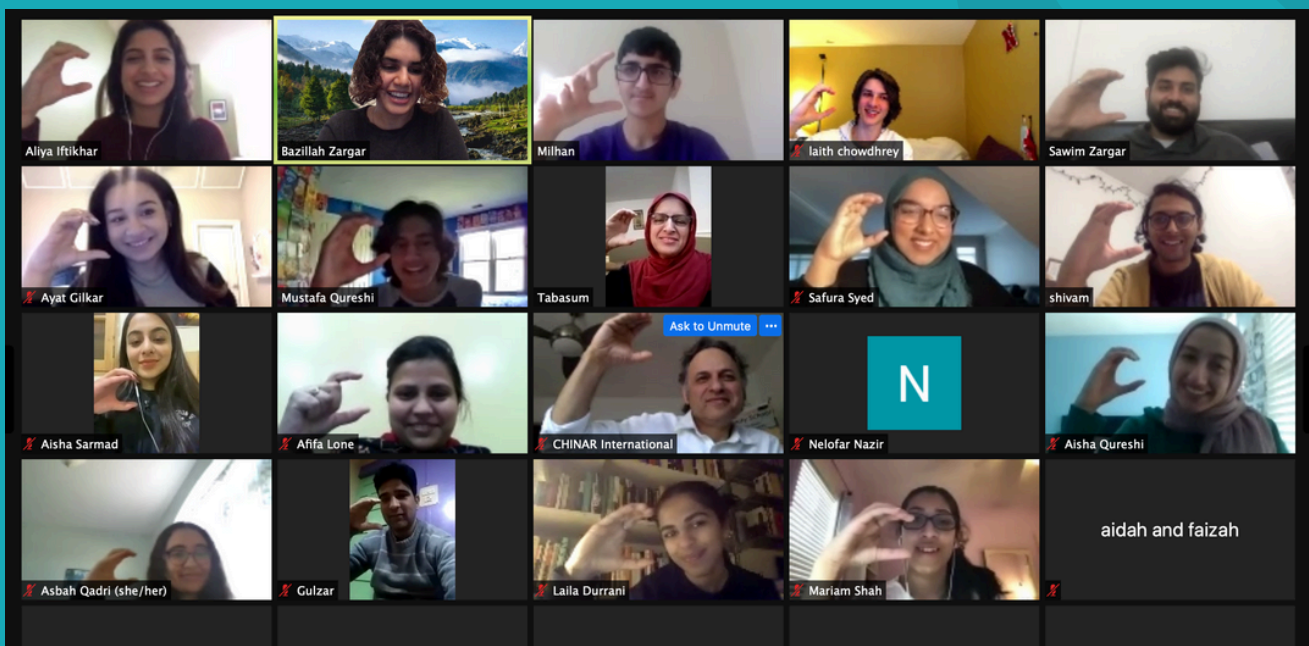 Aliya Iftikhar
Bazillah Zargar
Milhan
laith chowdhrey
Sawim Zargar
Ayat Gilkar
Mustafa Qureshi
Tabasum
Safura Syed
shivam
Ask to Unmute ...
Aisha Sarmad
Afifa Lone
CHINAR International
N
Nelofar Nazir
Aisha Qureshi
Asbah Qadri (she/her)
Gulzar
Laila Durrani
Mariam Shah
aidah and faizah